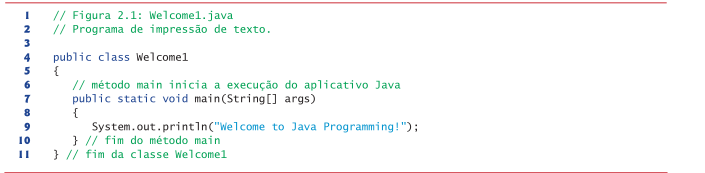 1 // Figura 2.1: Welcome1.java
2 // Programa de impressão de texto.
3
4 public class Welcome1
5 {
6 // método main inicia a execução do aplicativo Java
7 public static void main(String[] args)
8 {
9 System.out.println("Welcome to Java Programming!");
10 } // fim do método main
11 } // fim da classe Welcome1